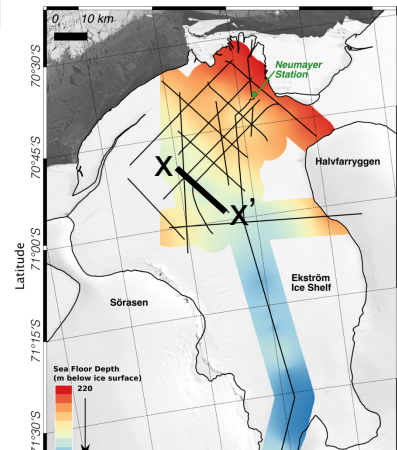 0 10 km
70°30'S
Neumayer
Station
70°45'S
Halvfarryggen
X
X'
71°00'S
Latitude
Ekström
Ice Shelf
Sörasen
71°15'S
Sea Floor Depth
(m below ice surface)
220
71°30'S